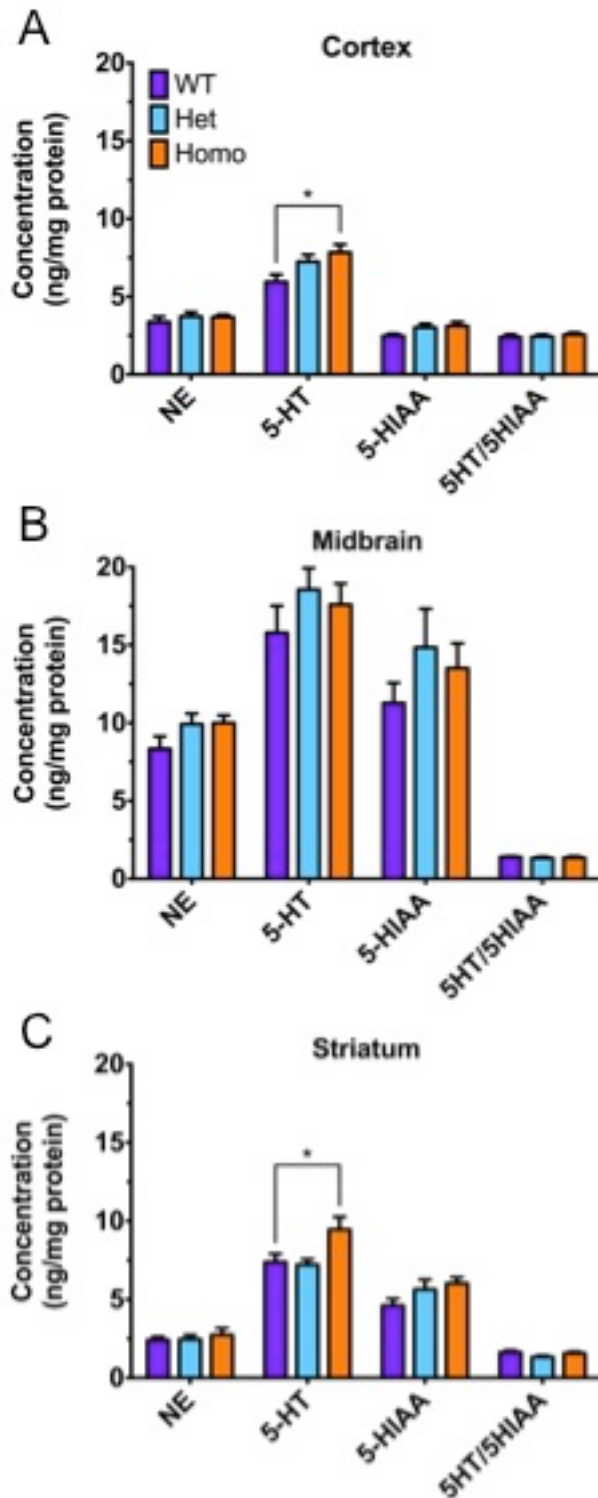 A
Cortex
20
15
10
5
0
Concentration
(ng/mg protein)
WT
Het
Homo
*
NE
5-HT
5-HIAA
5HT/5HIAA
B
Midbrain
20
15
10
5
0
Concentration
(ng/mg protein)
NE
5-HT
5-HIAA
5HT/5HIAA
C
Striatum
20
15
10
5
0
Concentration
(ng/mg protein)
*
NE
5-HT
5-HIAA
5HT/5HIAA